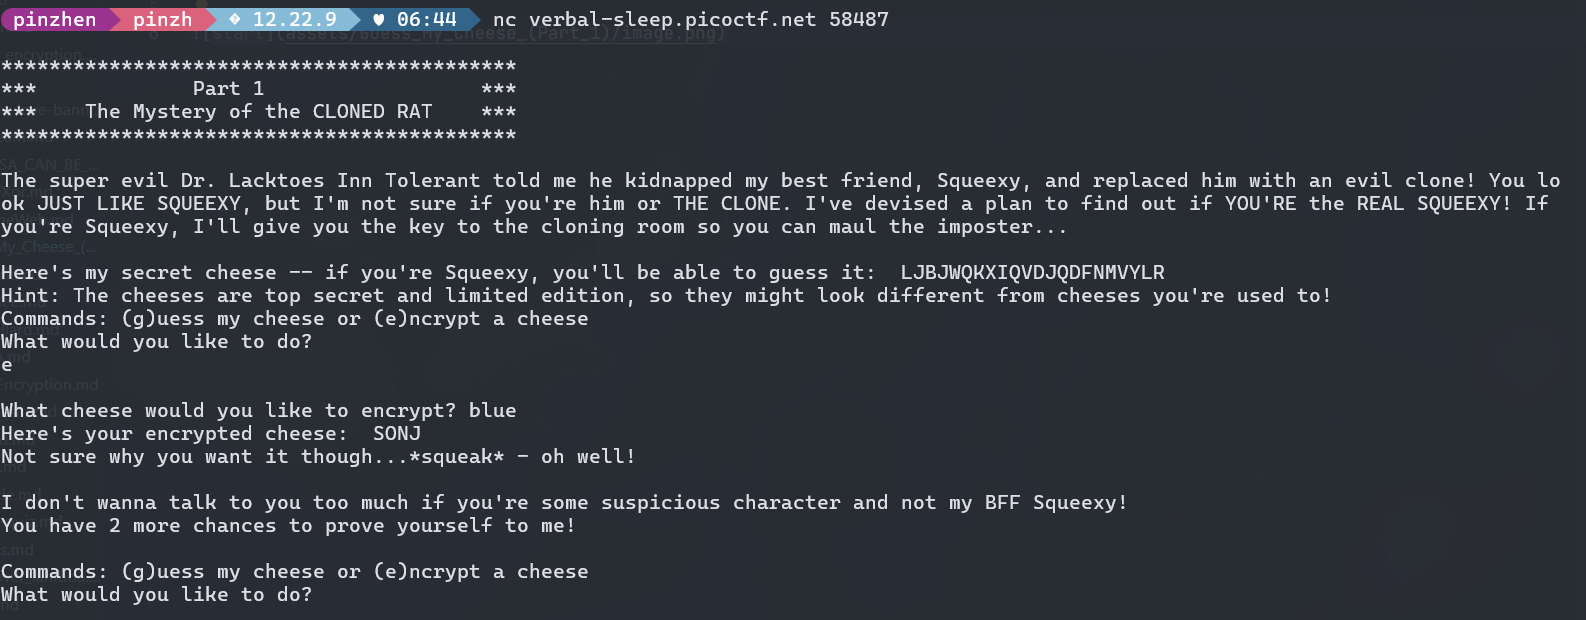 pinzhen pinzh � 12.22.9 ♥ 06:44 nc verbal-sleep.picoctf.net 58487
![start](assets/Guess_My_Cheese_(Part_1)/image.png)
*******************************************
***             Part 1                  ***
***    The Mystery of the CLONED RAT    ***
*******************************************
The super evil Dr. Lacktoes Inn Tolerant told me he kidnapped my best friend, Squeexy, and replaced him with an evil clone! You lo
ok JUST LIKE SQUEEXY, but I'm not sure if you're him or THE CLONE. I've devised a plan to find out if YOU'RE the REAL SQUEEXY! If
you're Squeexy, I'll give you the key to the cloning room so you can maul the imposter...
Here's my secret cheese -- if you're Squeexy, you'll be able to guess it:  LJBJWQKXIQVDJQDFNMVYLR
Hint: The cheeses are top secret and limited edition, so they might look different from cheeses you're used to!
Commands: (g)uess my cheese or (e)ncrypt a cheese
What would you like to do?
e
What cheese would you like to encrypt? blue
Here's your encrypted cheese:  SONJ
Not sure why you want it though...*squeak* - oh well!
I don't wanna talk to you too much if you're some suspicious character and not my BFF Squeexy!
You have 2 more chances to prove yourself to me!
Commands: (g)uess my cheese or (e)ncrypt a cheese
What would you like to do?